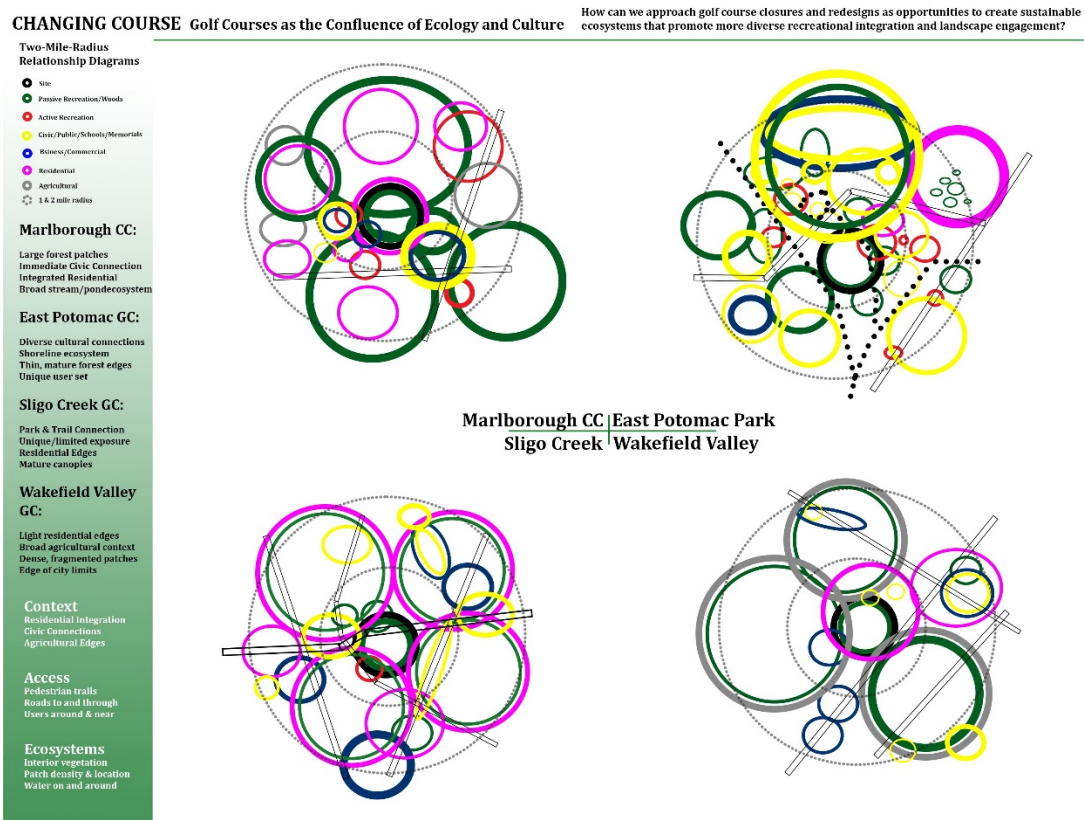 CHANGING COURSE Golf Courses as the Confluence of Ecology and Culture
How can we approach golf course closures and redesigns as opportunities to create sustainable
ecosystems that promote more diverse recreational integration and landscape engagement?
Two-Mile-Radius
Relationship Diagrams
Site
Passive Recreation/Woods
Active Recreation
Civic/Public/Schools/Memorials
Bsiness/Commercial
Residential
Agricultural
1 & 2 mile radius
Marlborough CC:
Large forest patches
Immediate Civic Connection
Integrated Residential
Broad stream/pondecosystem
East Potomac GC:
Diverse cultural connections
Shoreline ecosystem
Thin, mature forest edges
Unique user set
Sligo Creek GC:
Park & Trail Connection
Unique/limited exposure
Residential Edges
Mature canopies
Wakefield Valley
GC:
Light residential edges
Broad agricultural context
Dense, fragmented patches
Edge of city limits
Context
Residential Integration
Civic Connections
Agricultural Edges
Access
Pedestrian trails
Roads to and through
Users around & near
Ecosystems
Interior vegetation
Patch density & location
Water on and around
Marlborough CC East Potomac Park
Sligo Creek Wakefield Valley